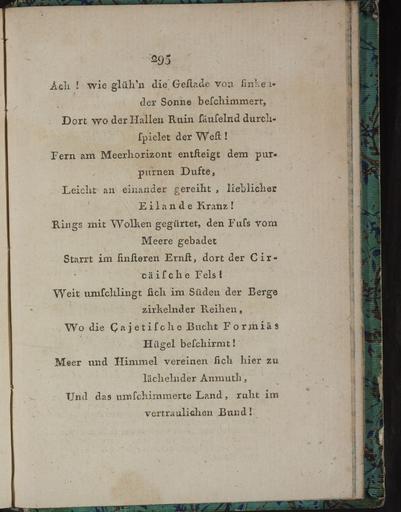 295
Ach ! wie glüh'n die Geſtade von ſinken-
der Sonne beſchimmert,
Dort wo der Hallen Ruin ſäuſelnd durch-
ſpielet der Weſt !
Fern am Meerhorizont entſteigt dem pur-
purnen Dufte,
Leicht an einander gereiht , lieblicher
Eilande Kranz !
Rings mit Wolken gegürtet, den Fuſs vom
Meere gebadet
Starrt im finſteren Ernſt, dort der Cir-
cäiſche Fels !
Weit umſchlingt ſich im Süden der Berge
zirkelnder Reihen ,
Wo die Çajetiſche Bucht Formiäs
Hügel beſchirmt !
Meer und Himmel vereinen ſich hier zu
lächelnder Anmuth ,
Und das umſchimmerte Land , ruht im
vertraulichen Bund !